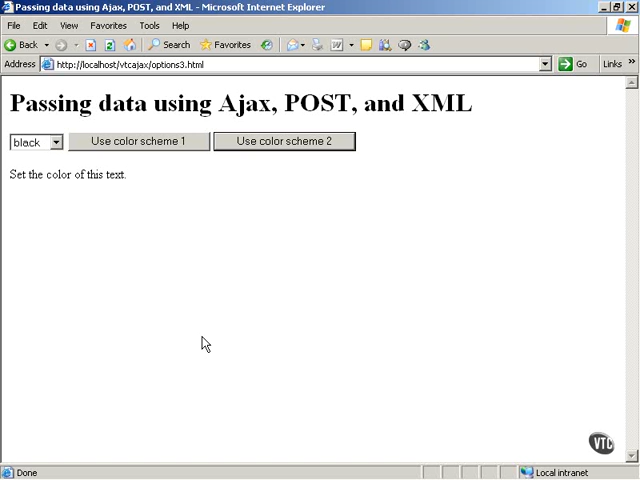 Passing data using Ajax, POST, and XML - Microsoft Internet Explorer
File Edit View Favorites Tools Help
Back Search Favorites
Address http://localhost/vtcajax/options3.html Go Links »
Passing data using Ajax, POST, and XML
black Use color scheme 1 Use color scheme 2
Set the color of this text.
VTC
Done Local intranet